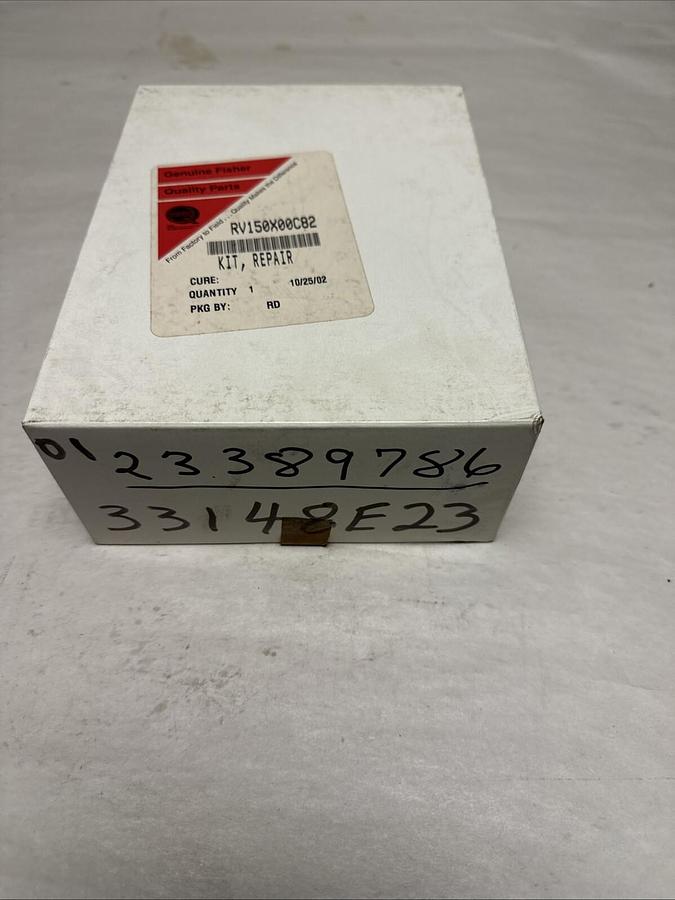 Genuine Fisher
Quality Parts
From Factory to Field . . . Quality Makes the Difference
RV150X00C82
KIT, REPAIR
CURE: 10/25/02
QUANTITY 1
PKG BY: RD
01 23389786
33148E23